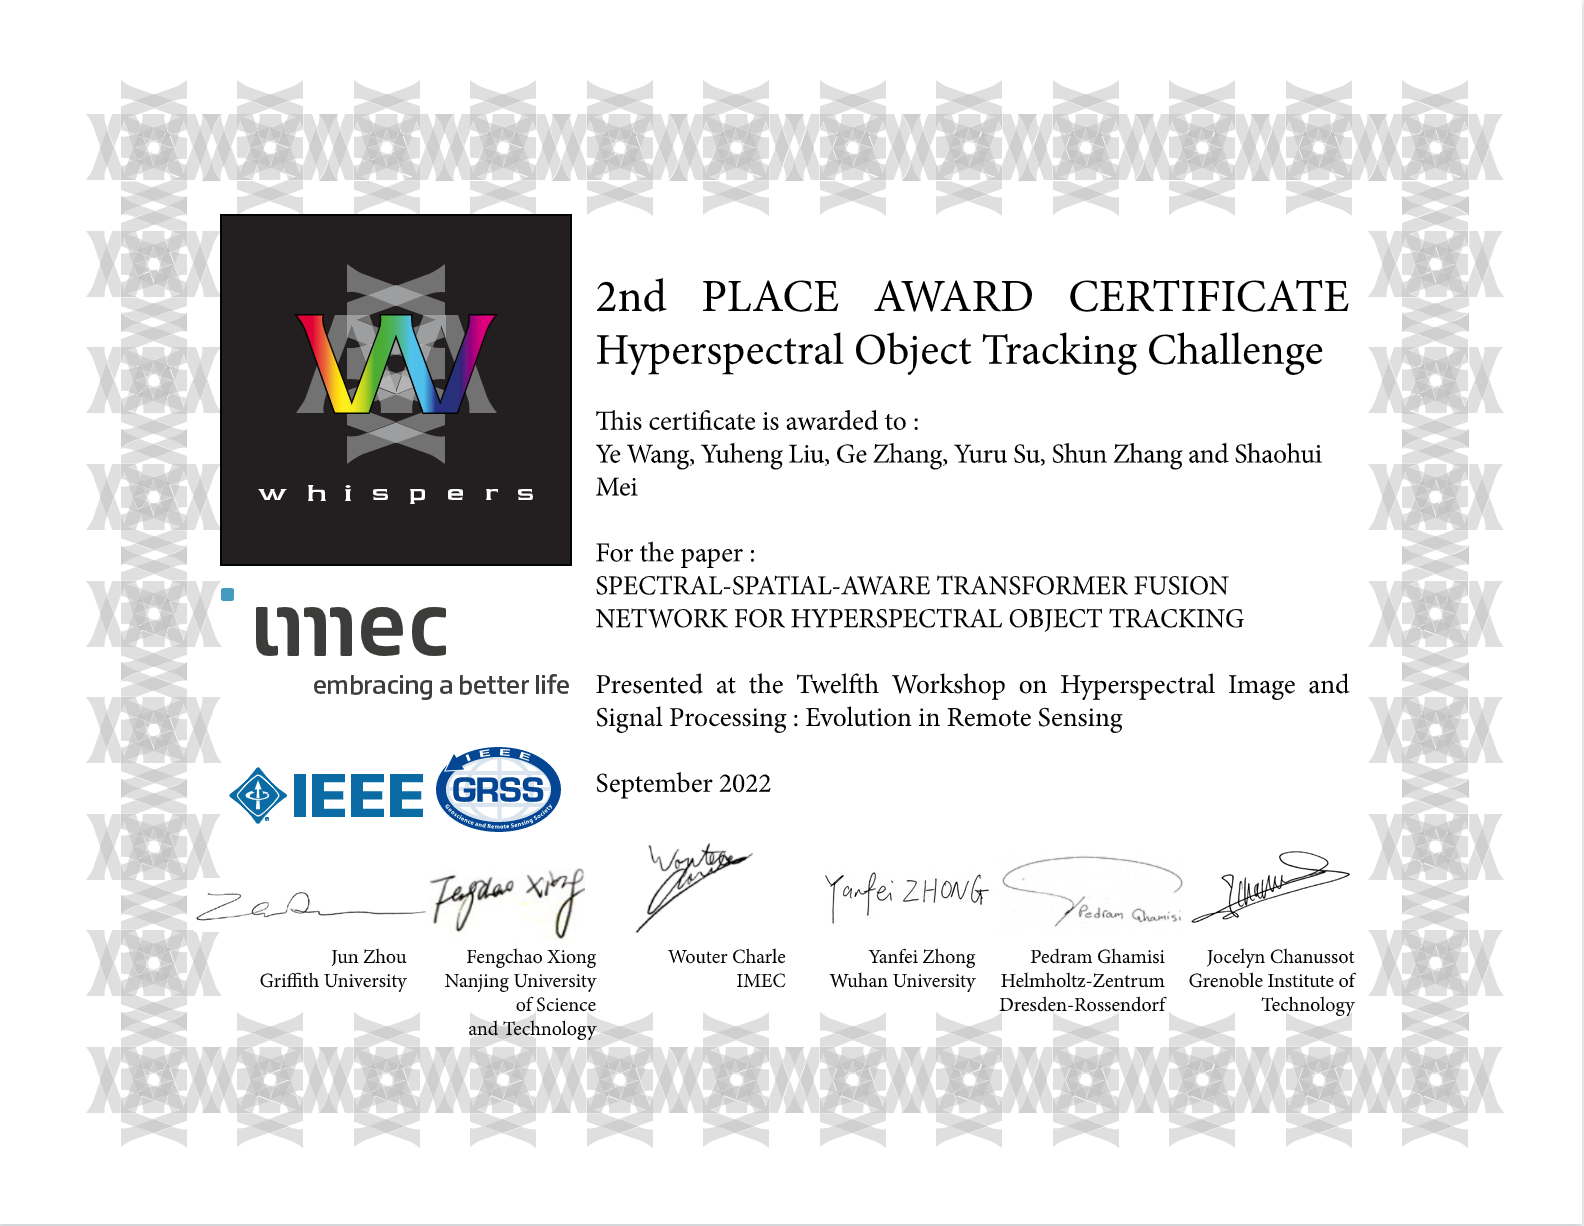 2nd PLACE AWARD CERTIFICATE
Hyperspectral Object Tracking Challenge
This certificate is awarded to :
Ye Wang, Yuheng Liu, Ge Zhang, Yuru Su, Shun Zhang and Shaohui
Mei
For the paper :
SPECTRAL-SPATIAL-AWARE TRANSFORMER FUSION
NETWORK FOR HYPERSPECTRAL OBJECT TRACKING
Presented at the Twelfth Workshop on Hyperspectral Image and
Signal Processing : Evolution in Remote Sensing
September 2022
W
whispers
imec
embracing a better life
IEEE
IEEE
GRSS
Geoscience and Remote Sensing Society
Fengchao Xiong
Wouter
Yanfei ZHONG
Pedram Ghamisi
Jun Zhou
Griffith University
Fengchao Xiong
Nanjing University
of Science
and Technology
Wouter Charle
IMEC
Yanfei Zhong
Wuhan University
Pedram Ghamisi
Helmholtz-Zentrum
Dresden-Rossendorf
Jocelyn Chanussot
Grenoble Institute of
Technology